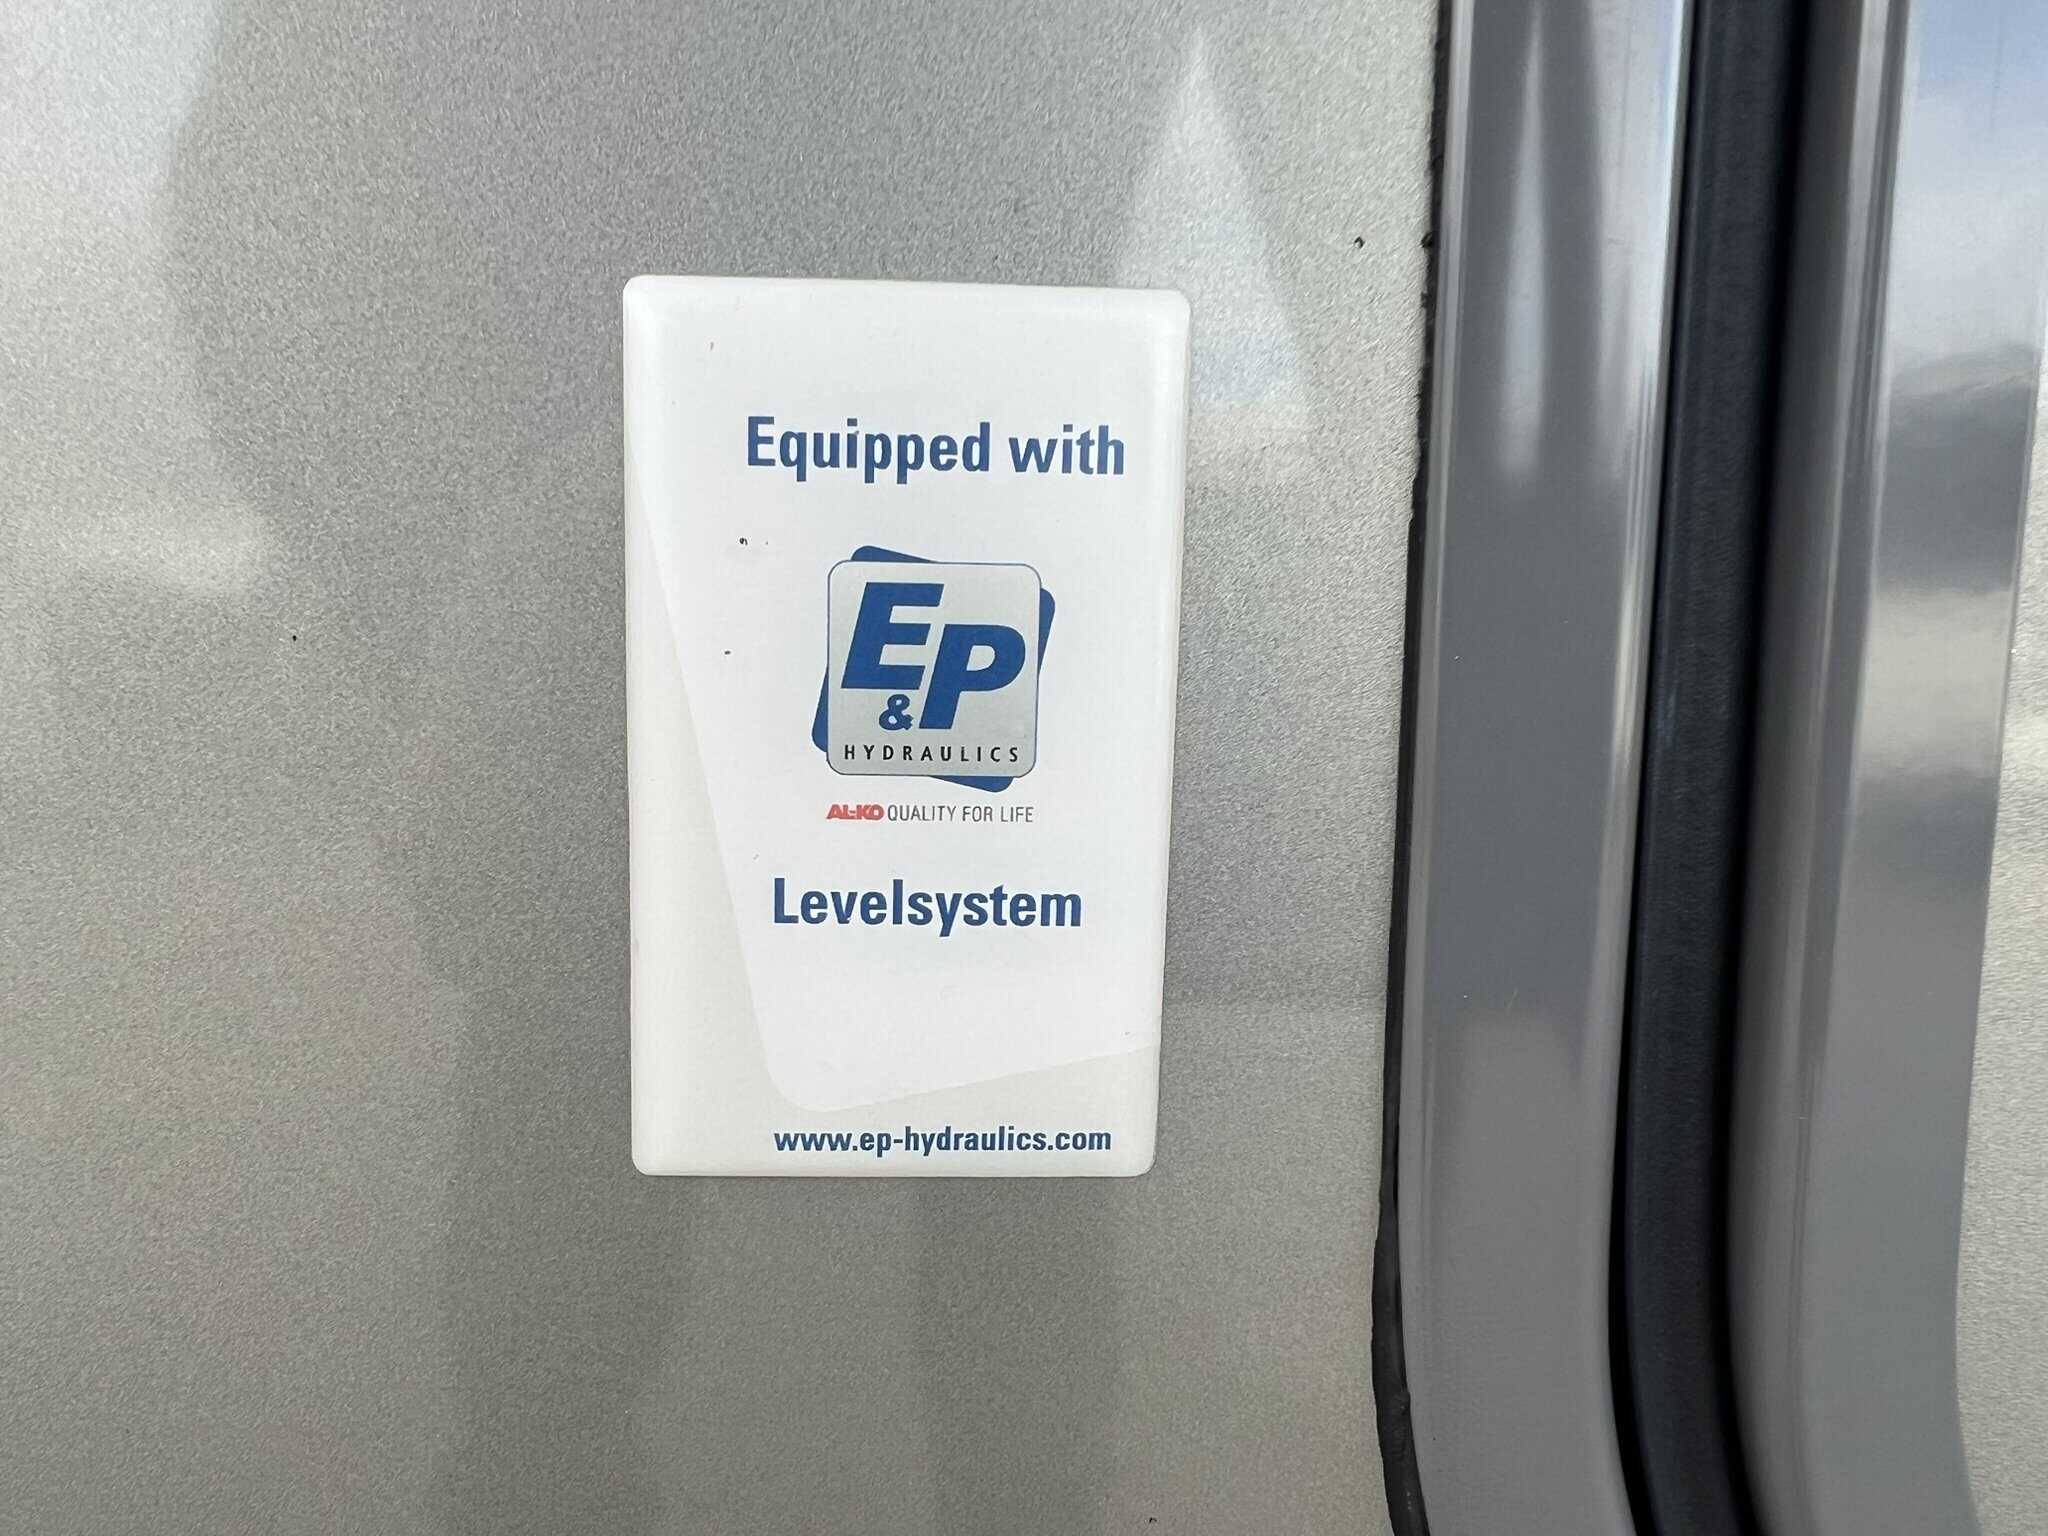 Equipped with
E&P
HYDRAULICS
AL-KO QUALITY FOR LIFE
Levelsystem
www.ep-hydraulics.com